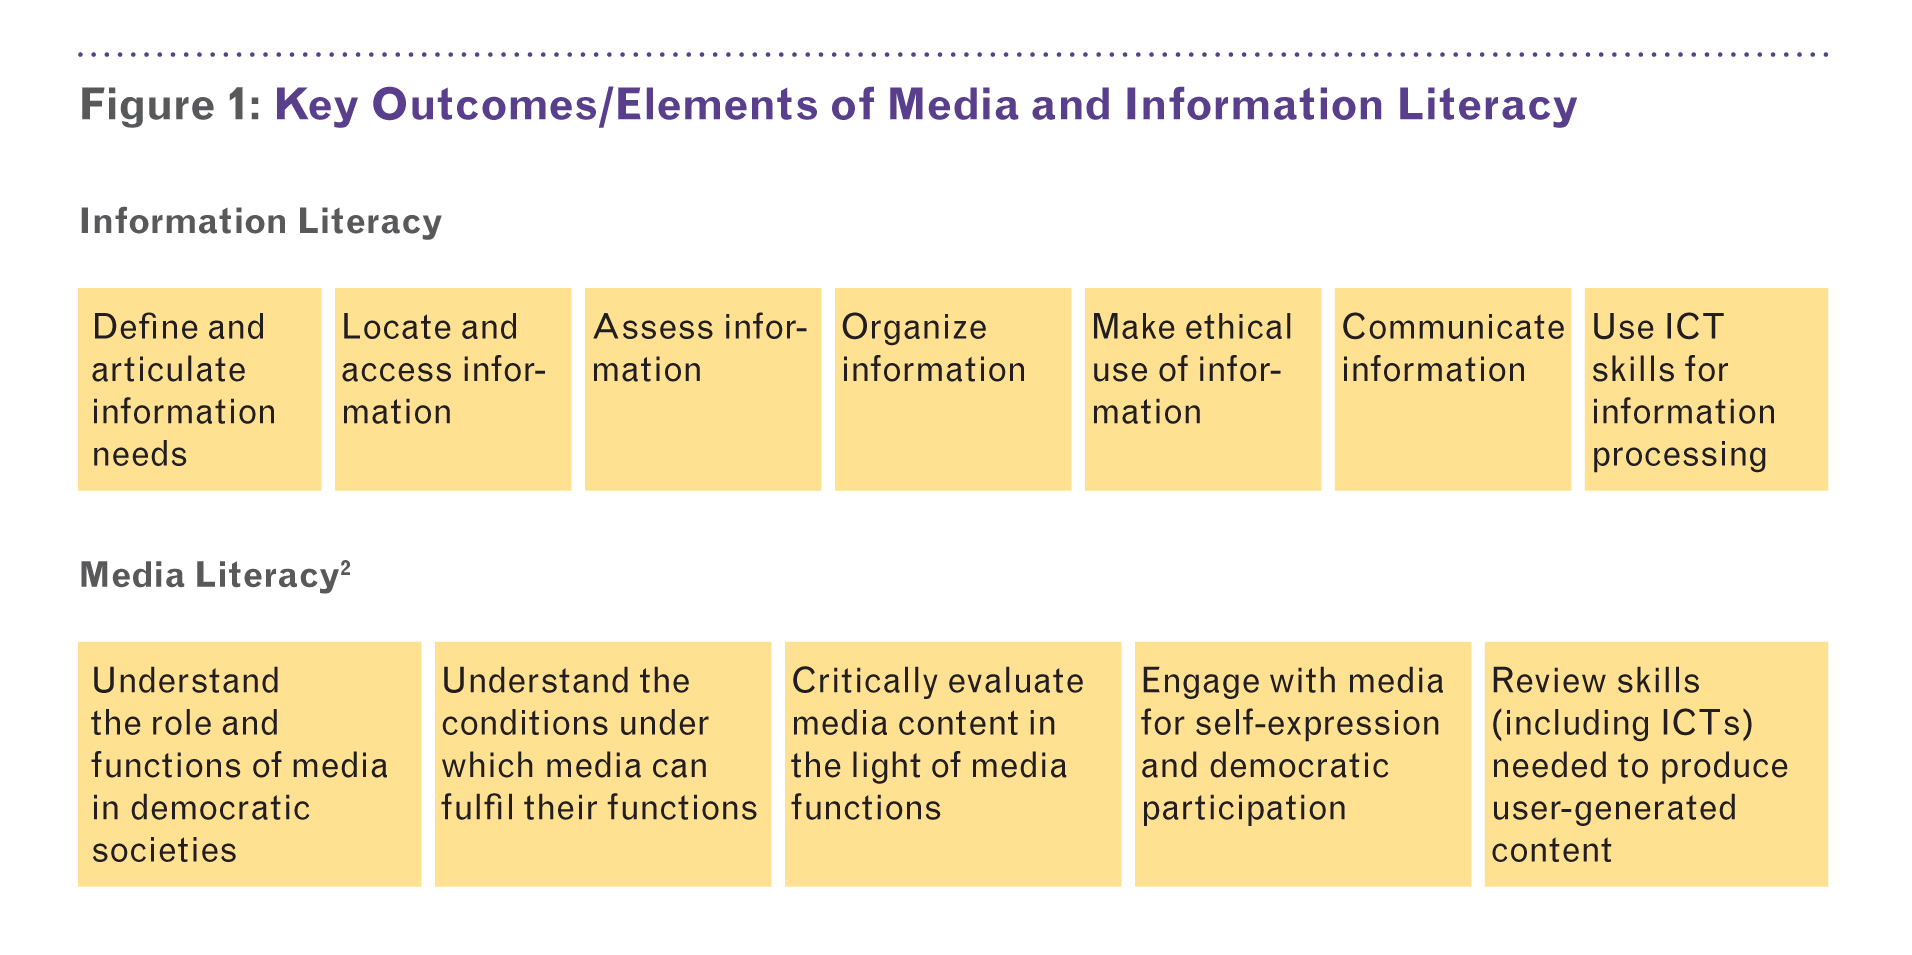 Figure 1: Key Outcomes/Elements of Media and Information Literacy
Information Literacy
Define and
articulate
information
needs
Locate and
access infor-
mation
Assess infor-
mation
Organize
information
Make ethical
use of infor-
mation
Communicate
information
Use ICT
skills for
information
processing
Media Literacy²
Understand
the role and
functions of media
in democratic
societies
Understand the
conditions under
which media can
fulfil their functions
Critically evaluate
media content in
the light of media
functions
Engage with media
for self-expression
and democratic
participation
Review skills
(including ICTs)
needed to produce
user-generated
content